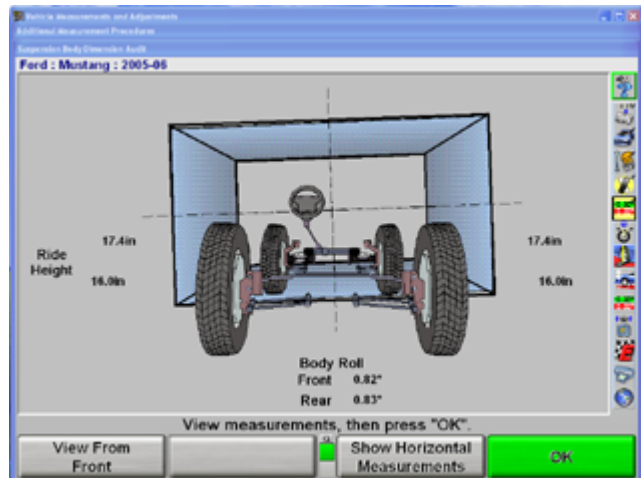 Vehicle Measurements and Adjustments
Additional Measurement Procedures
Suspension Body Dimension Audit
Ford : Mustang : 2005-06
17.4in
17.4in
Ride
Height
16.0in
16.0in
Body Roll
Front 0.82°
Rear 0.83°
View measurements, then press "OK".
View From
Front
Show Horizontal
Measurements
OK